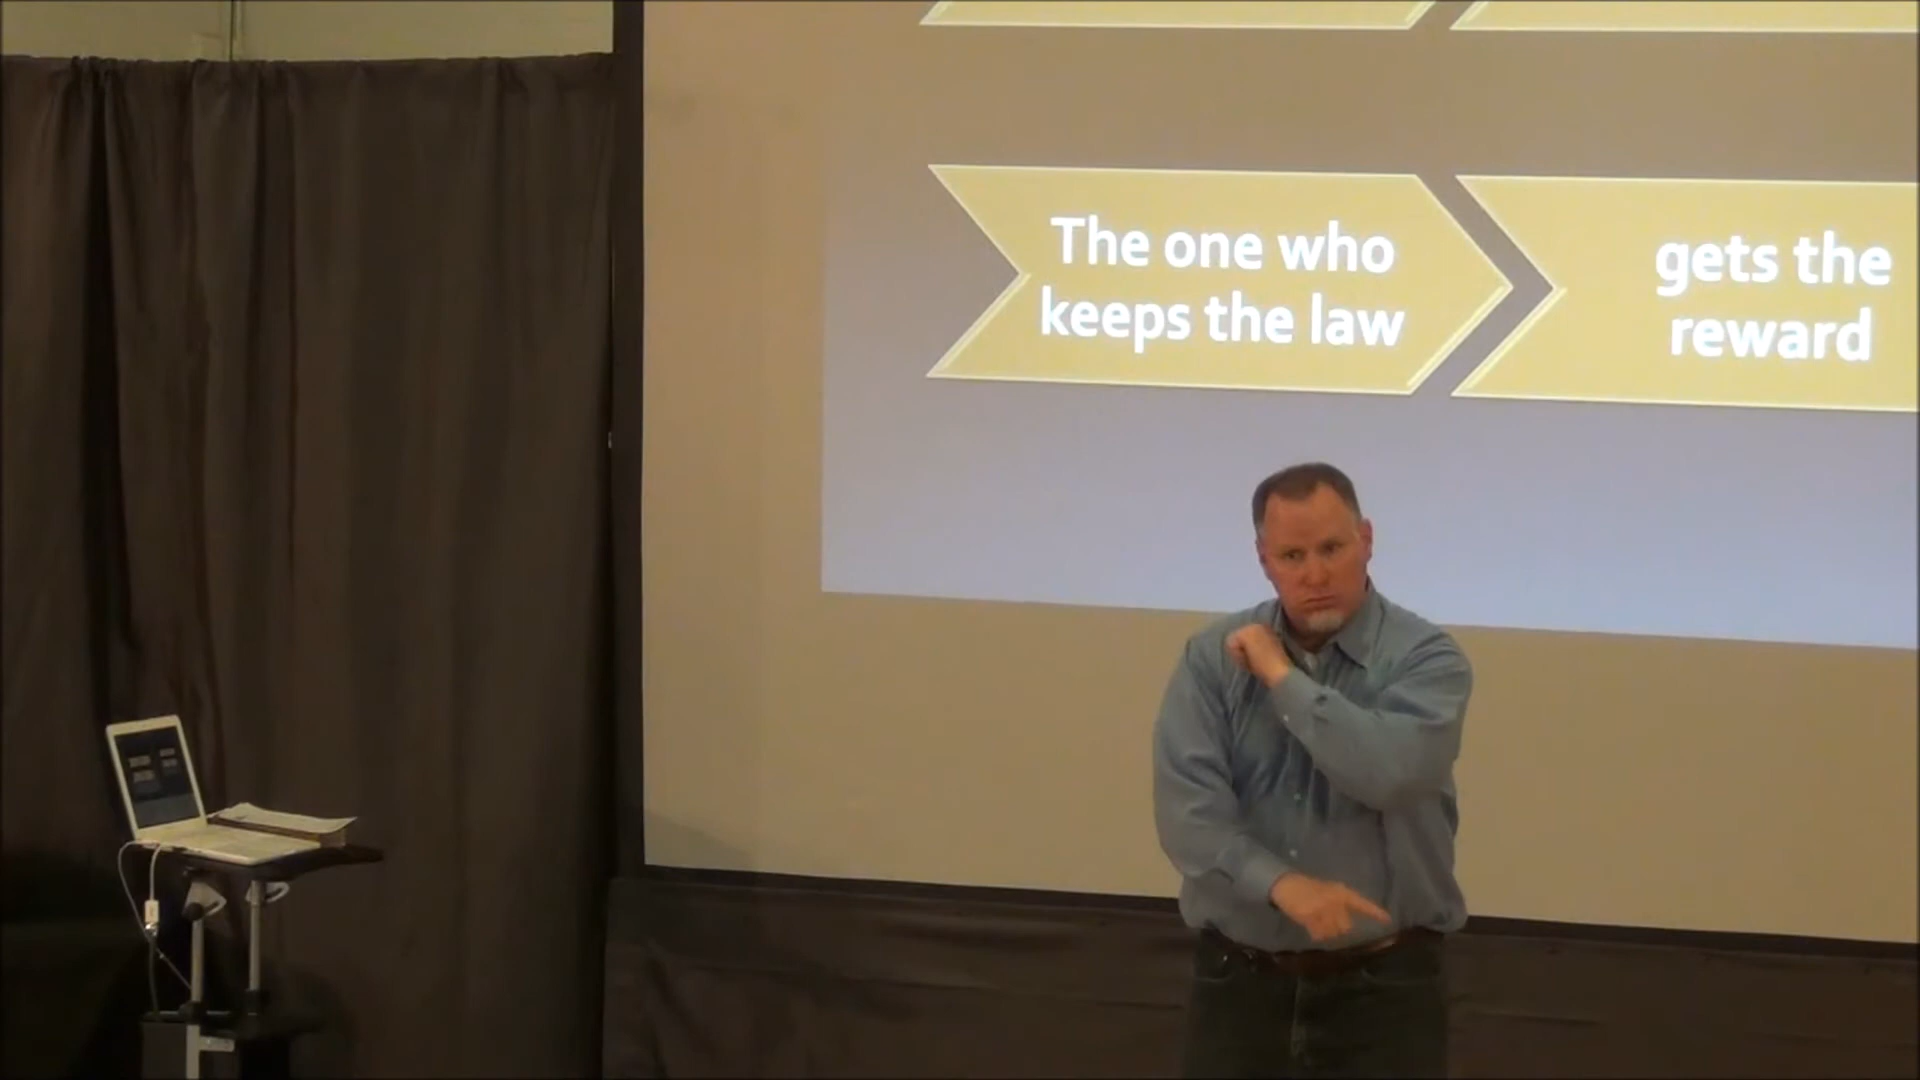 The one who
keeps the law
gets the
reward